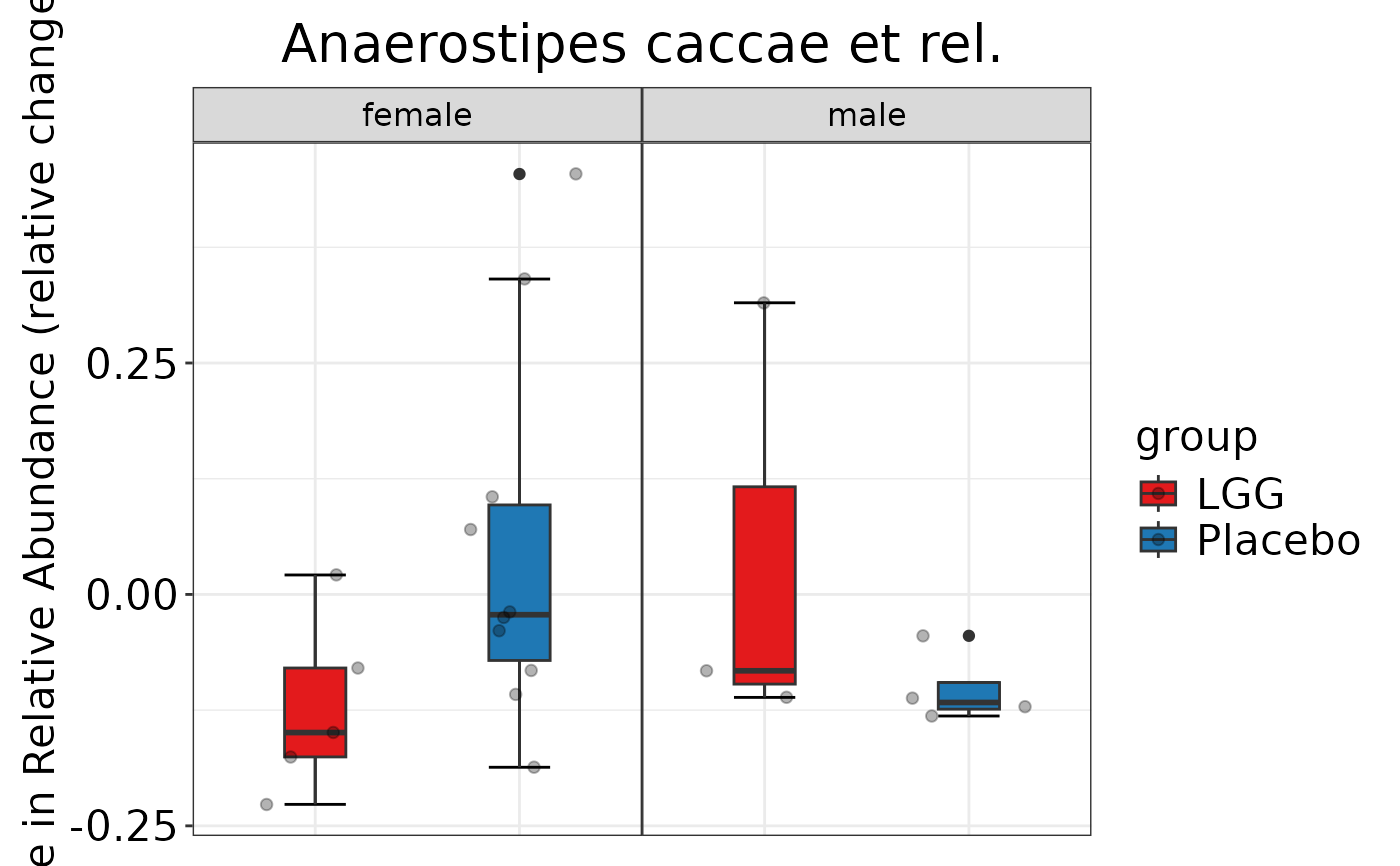 Anaerostipes caccae et rel.
female
male
e in Relative Abundance (relative change
0.25
0.00
-0.25
group
LGG
Placebo